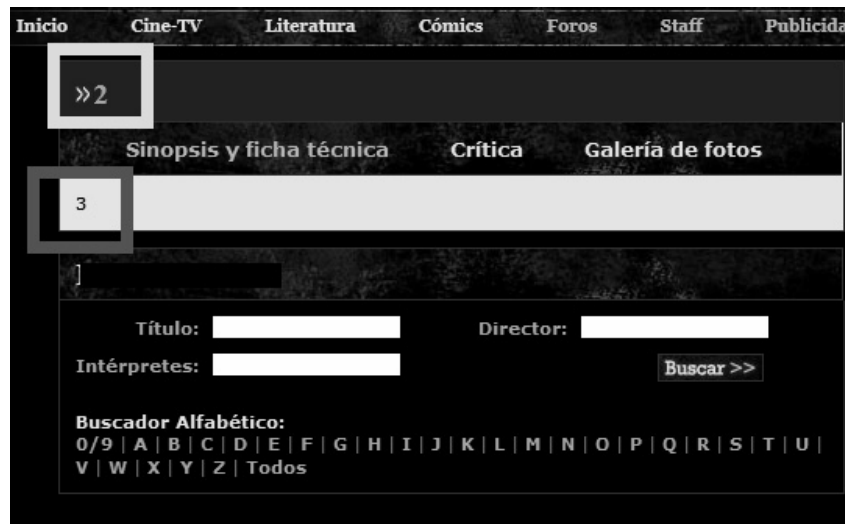 Inicio Cine-TV Literatura Cómics Foros Staff Publicida
»2
Sinopsis y ficha técnica Crítica Galería de fotos
3
]
Título: Director:
Intérpretes: Buscar >>
Buscador Alfabético:
0/9 | A | B | C | D | E | F | G | H | I | J | K | L | M | N | O | P | Q | R | S | T | U |
V | W | X | Y | Z | Todos